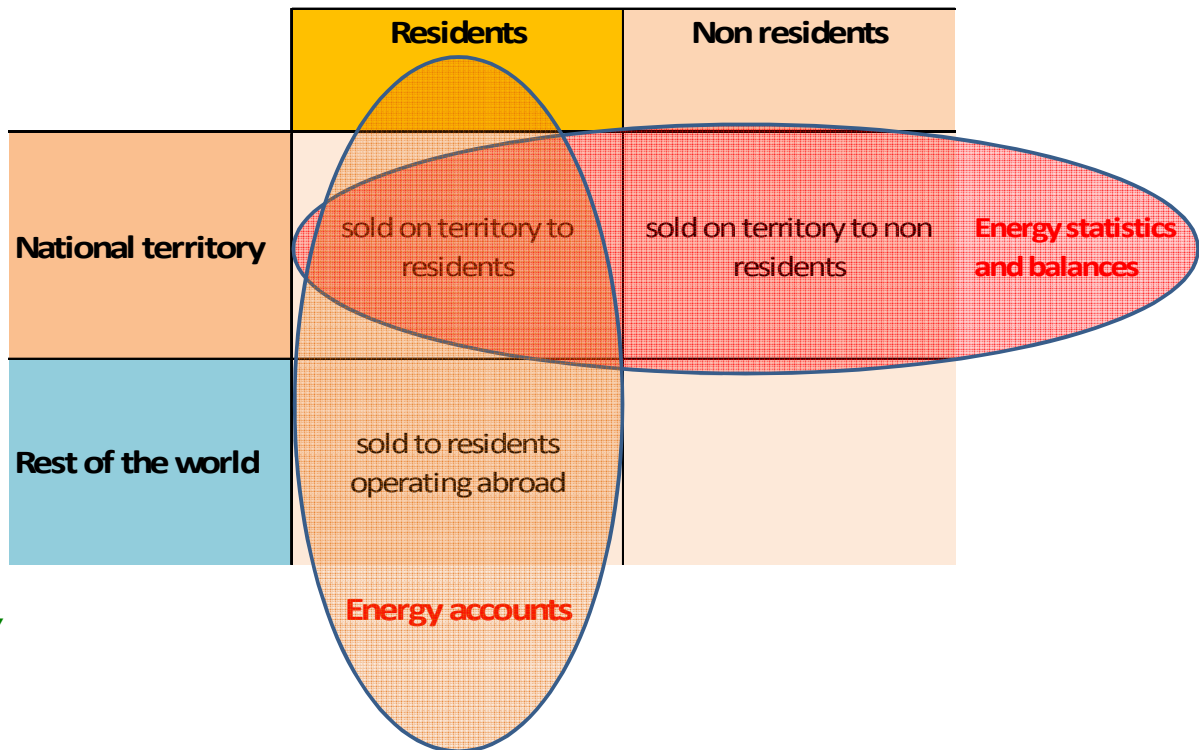 Residents
Non residents
National territory
sold on territory to
residents
sold on territory to non
residents
Energy statistics
and balances
Rest of the world
sold to residents
operating abroad
Energy accounts